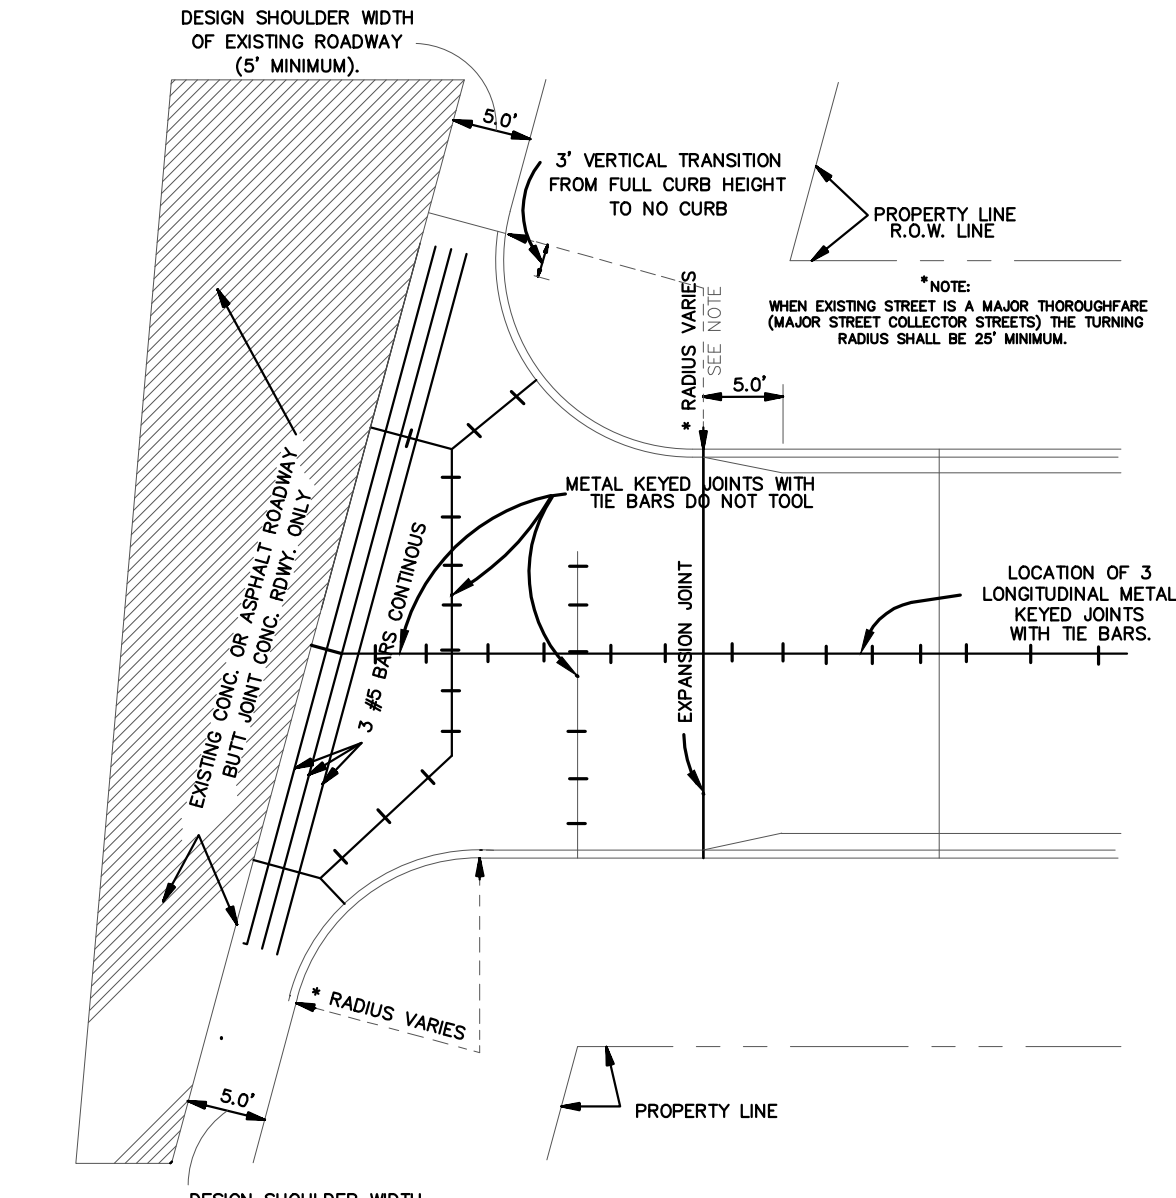 DESIGN SHOULDER WIDTH
OF EXISTING ROADWAY
(5' MINIMUM).
5.0'
3' VERTICAL TRANSITION
FROM FULL CURB HEIGHT
TO NO CURB
PROPERTY LINE
R.O.W. LINE
*NOTE:
WHEN EXISTING STREET IS A MAJOR THOROUGHFARE
(MAJOR STREET COLLECTOR STREETS) THE TURNING
RADIUS SHALL BE 25' MINIMUM.
* RADIUS VARIES
SEE NOTE
5.0'
METAL KEYED JOINTS WITH
TIE BARS DO NOT TOOL
EXISTING CONC. OR ASPHALT ROADWAY
BUTT JOINT CONC. RDWY. ONLY
3 #5 BARS CONTINOUS
EXPANSION JOINT
LOCATION OF 3
LONGITUDINAL METAL
KEYED JOINTS
WITH TIE BARS.
* RADIUS VARIES
5.0'
PROPERTY LINE
DESIGN SHOULDER WIDTH